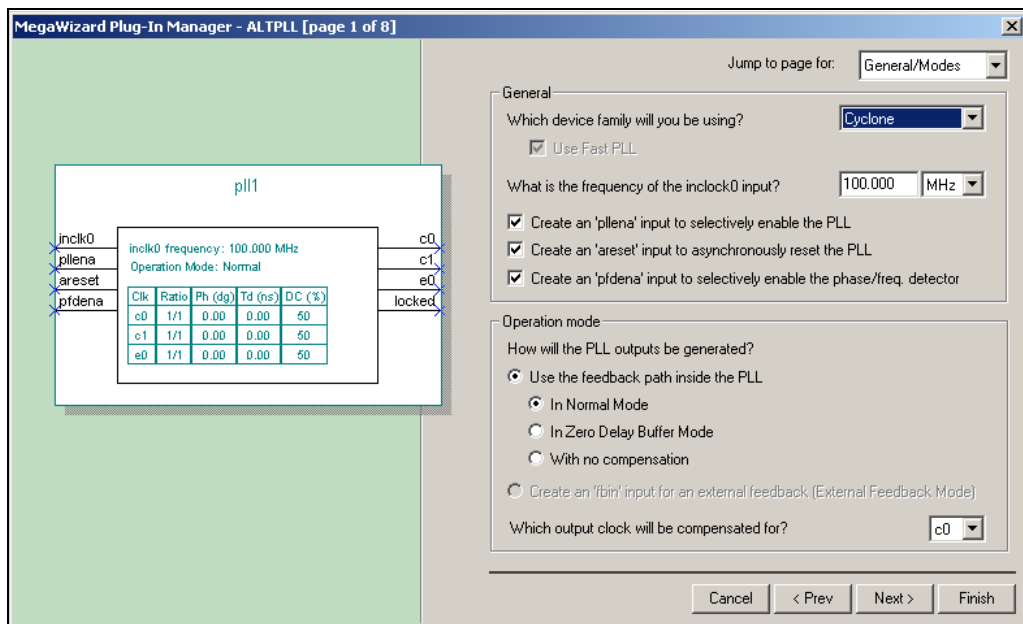 MegaWizard Plug-In Manager - ALTPLL [page 1 of 8]
Jump to page for: General/Modes
General
Which device family will you be using? Cyclone
Use Fast PLL
What is the frequency of the inclock0 input? 100.000 MHz
Create an 'pllena' input to selectively enable the PLL
Create an 'areset' input to asynchronously reset the PLL
Create an 'pfdena' input to selectively enable the phase/freq. detector
Operation mode
How will the PLL outputs be generated?
Use the feedback path inside the PLL
In Normal Mode
In Zero Delay Buffer Mode
With no compensation
Create an 'fbin' input for an external feedback (External Feedback Mode)
Which output clock will be compensated for? c0
Cancel < Prev Next > Finish
pll1
inclk0 c0
pllena c1
areset e0
pfdena locked
inclk0 frequency: 100.000 MHz
Operation Mode: Normal
Clk Ratio Ph (dg) Td (ns) DC (%)
c0 1/1 0.00 0.00 50
c1 1/1 0.00 0.00 50
e0 1/1 0.00 0.00 50